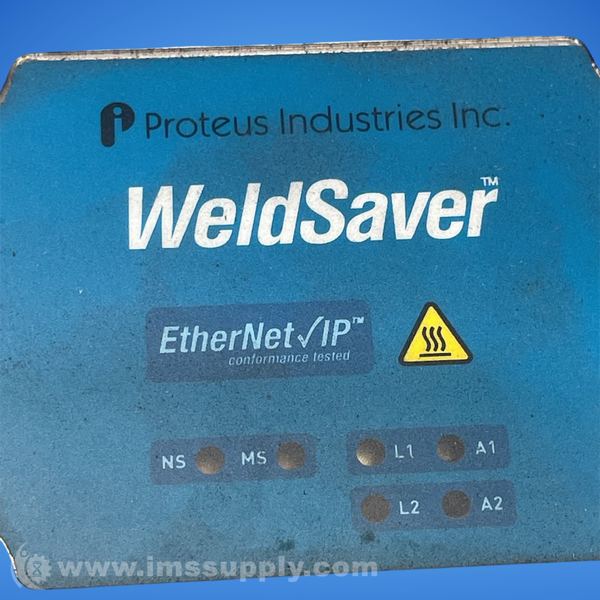 Proteus Industries Inc.
WeldSaver™
EtherNet✓IP™
conformance tested
NS MS L1 A1
L2 A2
www.imssupply.com